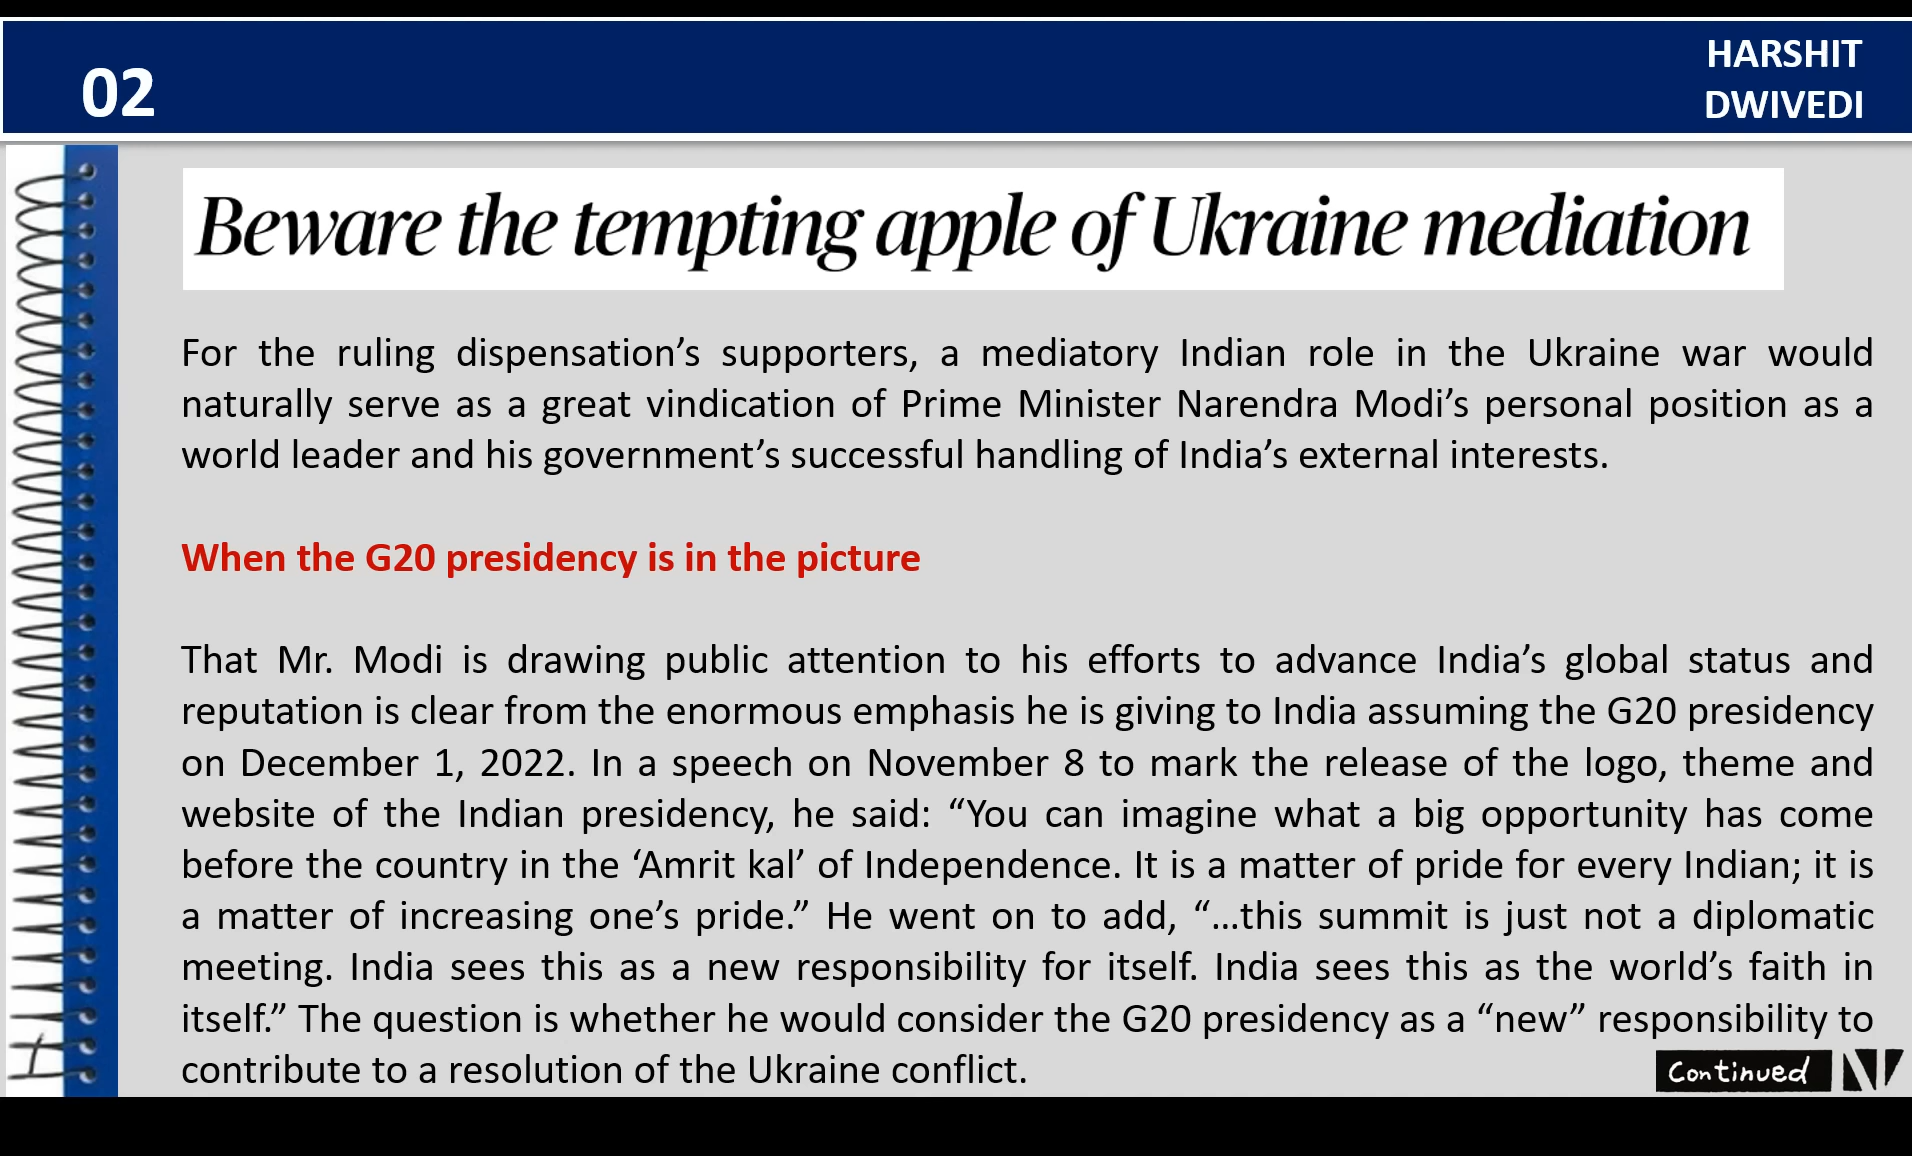 02
HARSHIT
DWIVEDI
Beware the tempting apple of Ukraine mediation
For the ruling dispensation’s supporters, a mediatory Indian role in the Ukraine war would
naturally serve as a great vindication of Prime Minister Narendra Modi’s personal position as a
world leader and his government’s successful handling of India’s external interests.
When the G20 presidency is in the picture
That Mr. Modi is drawing public attention to his efforts to advance India’s global status and
reputation is clear from the enormous emphasis he is giving to India assuming the G20 presidency
on December 1, 2022. In a speech on November 8 to mark the release of the logo, theme and
website of the Indian presidency, he said: “You can imagine what a big opportunity has come
before the country in the ‘Amrit kal’ of Independence. It is a matter of pride for every Indian; it is
a matter of increasing one’s pride.” He went on to add, “…this summit is just not a diplomatic
meeting. India sees this as a new responsibility for itself. India sees this as the world’s faith in
itself.” The question is whether he would consider the G20 presidency as a “new” responsibility to
contribute to a resolution of the Ukraine conflict.
Continued